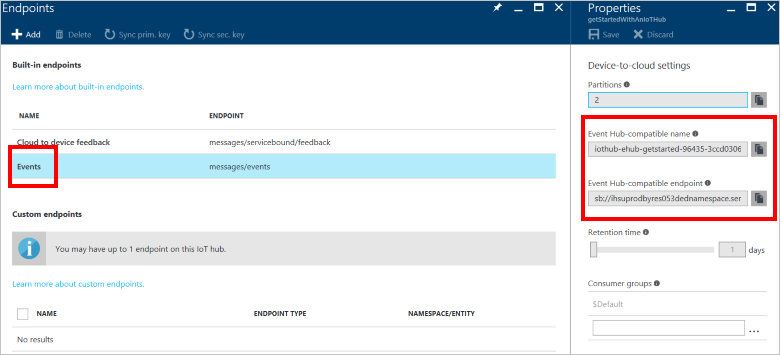 Endpoints
Add
Delete
Sync prim. key
Sync sec. key
Built-in endpoints
Learn more about built-in endpoints.
NAME ENDPOINT
Cloud to device feedback messages/servicebound/feedback
Events messages/events
Custom endpoints
You may have up to 1 endpoint on this IoT hub.
Learn more about custom endpoints.
NAME ENDPOINT TYPE NAMESPACE/ENTITY
No results
Properties
getStartedWithAnIoTHub
Save
Discard
Device-to-cloud settings
Partitions
2
Event Hub-compatible name
iothub-ehub-getstarted-96435-3ccd0306
Event Hub-compatible endpoint
sb://ihsuprodbyres053dednamespace.ser
Retention time
1 days
Consumer groups
$Default
...